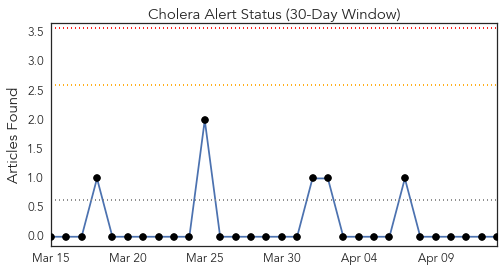 Cholera Alert Status (30-Day Window)
Articles Found
3.5
3.0
2.5
2.0
1.5
1.0
0.5
0.0
Mar 15 Mar 20 Mar 25 Mar 30 Apr 04 Apr 09